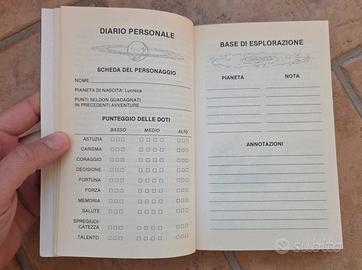 DIARIO PERSONALE
SCHEDA DEL PERSONAGGIO
NOME
PIANETA DI NASCITA: Lucrezia
PUNTI SELDON GUADAGNATI
IN PRECEDENTI AVVENTURE
PUNTEGGIO DELLE DOTI
BASSO MEDIO ALTO
ASTUZIA
CARISMA
CORAGGIO
DECISIONE
FORTUNA
FORZA
MEMORIA
SALUTE
SPREGIUDI-
CATEZZA
TALENTO
BASE DI ESPLORAZIONE
PIANETA NOTA
ANNOTAZIONI
Subito